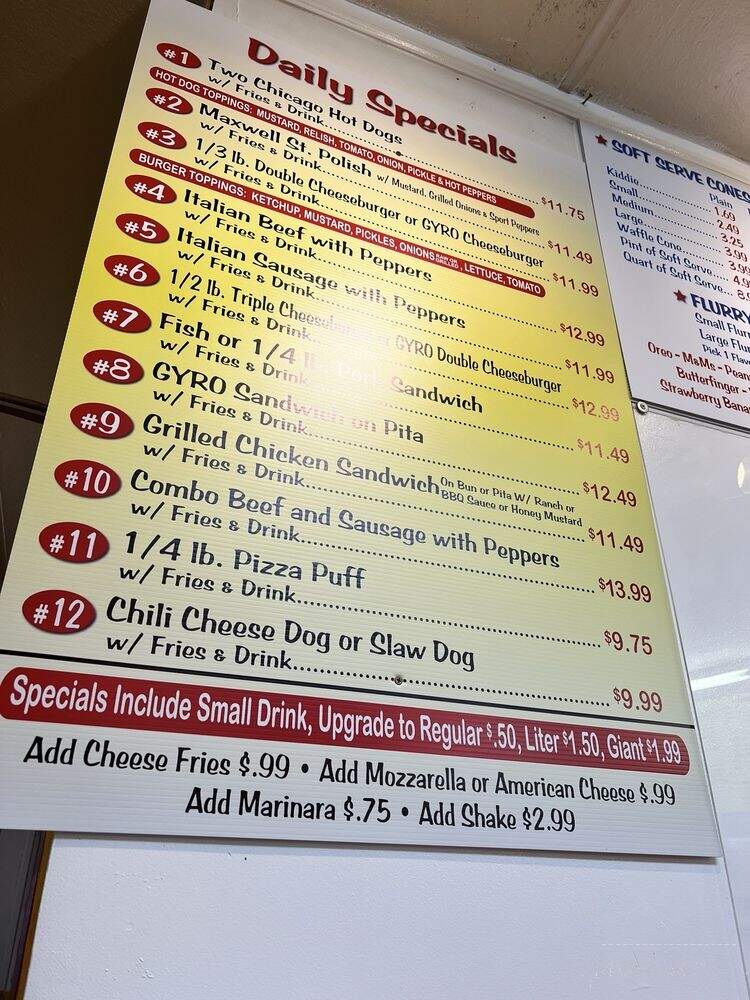 Daily Specials
#1 Two Chicago Hot Dogs
w/ Fries & Drink.................... $11.75
HOT DOG TOPPINGS: MUSTARD, RELISH, TOMATO, ONION, PICKLE & HOT PEPPERS
#2 Maxwell St. Polish w/ Mustard, Grilled Onions & Sport Peppers
w/ Fries & Drink.................... $11.49
#3 1/3 lb. Double Cheeseburger or GYRO Cheeseburger
w/ Fries & Drink.................... $11.99
BURGER TOPPINGS: KETCHUP, MUSTARD, PICKLES, ONIONS RAW OR GRILLED, LETTUCE, TOMATO
#4 Italian Beef with Peppers
w/ Fries & Drink.................... $12.99
#5 Italian Sausage with Peppers
w/ Fries & Drink.................... $11.99
#6 1/2 lb. Triple Cheeseburger or GYRO Double Cheeseburger
w/ Fries & Drink.................... $12.99
#7 Fish or 1/4 lb. Pork Sandwich
w/ Fries & Drink.................... $11.49
#8 GYRO Sandwich on Pita
w/ Fries & Drink.................... $12.49
#9 Grilled Chicken Sandwich On Bun or Pita W/ Ranch or
BBQ Sauce or Honey Mustard
w/ Fries & Drink.................... $11.49
#10 Combo Beef and Sausage with Peppers
w/ Fries & Drink.................... $13.99
#11 1/4 lb. Pizza Puff
w/ Fries & Drink.................... $9.75
#12 Chili Cheese Dog or Slaw Dog
w/ Fries & Drink.................... $9.99
Specials Include Small Drink, Upgrade to Regular $.50, Liter $1.50, Giant $1.99
Add Cheese Fries $.99 • Add Mozzarella or American Cheese $.99
Add Marinara $.75 • Add Shake $2.99
★ SOFT SERVE CONES
Plain
Kiddie.................... 1.69
Small.................... 2.49
Medium.................... 3.25
Large.................... 3.99
Waffle Cone.................... 3.99
Pint of Soft Serve.... 4.9
Quart of Soft Serve... 8.
★ FLURRY
Small Flur
Large Flur
Pick 1 Flav
Oreo - M&Ms - Pean
Butterfinger -
Strawberry Bana